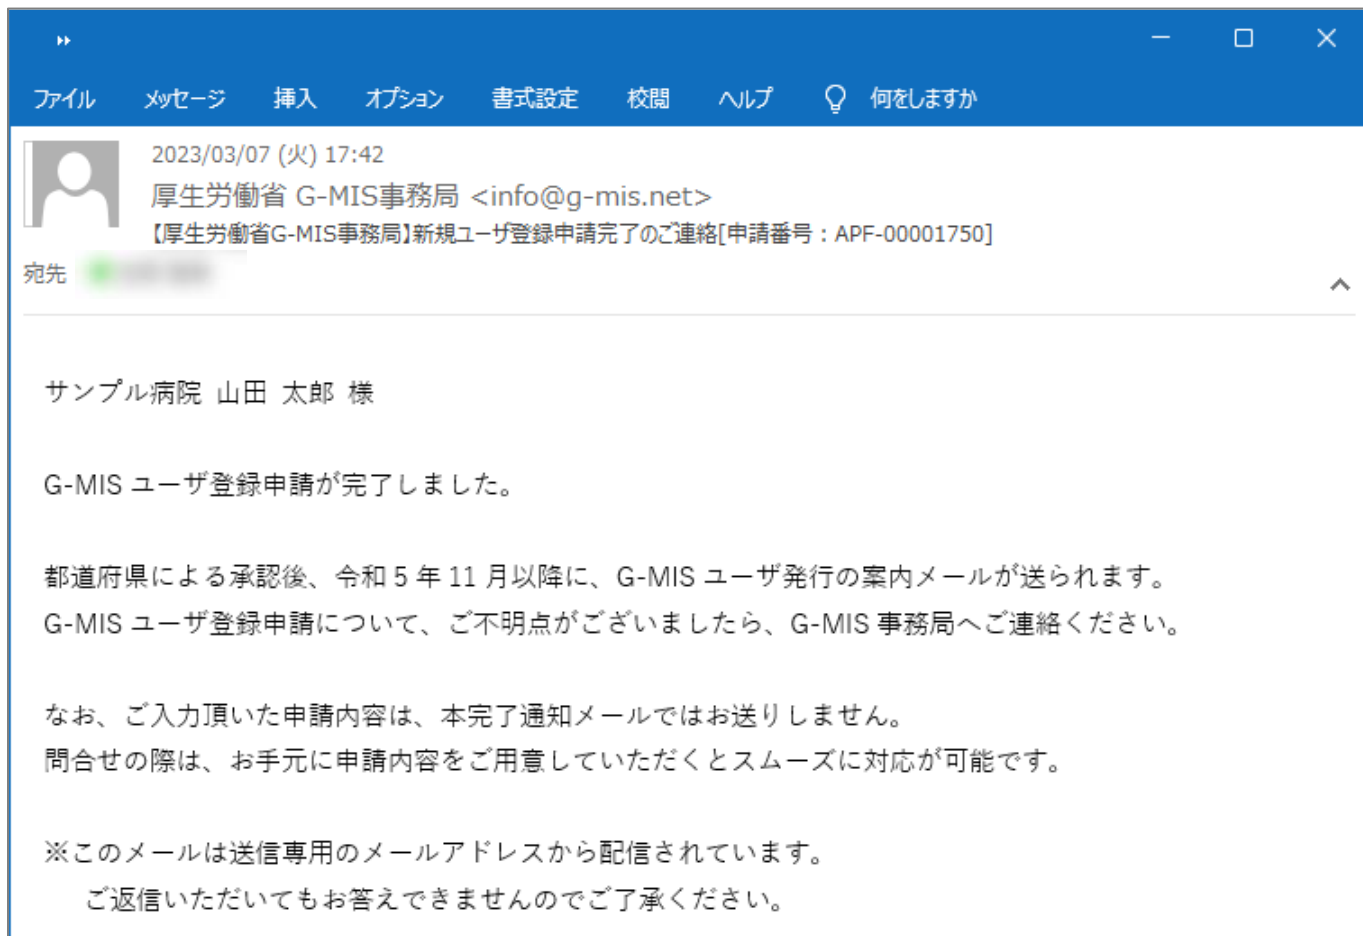 ファイル メッセージ 挿入 オプション 書式設定 校閲 ヘルプ 何をしますか
2023/03/07 (火) 17:42
厚生労働省 G-MIS事務局 <info@g-mis.net>
【厚生労働省G-MIS事務局】新規ユーザ登録申請完了のご連絡[申請番号：APF-00001750]
宛先
サンプル病院 山田 太郎 様
G-MIS ユーザ登録申請が完了しました。
都道府県による承認後、令和 5 年 11 月以降に、G-MIS ユーザ発行の案内メールが送られます。
G-MIS ユーザ登録申請について、ご不明点がございましたら、G-MIS 事務局へご連絡ください。
なお、ご入力頂いた申請内容は、本完了通知メールではお送りしません。
問合せの際は、お手元に申請内容をご用意していただくとスムーズに対応が可能です。
※このメールは送信専用のメールアドレスから配信されています。
ご返信いただいてもお答えできませんのでご了承ください。